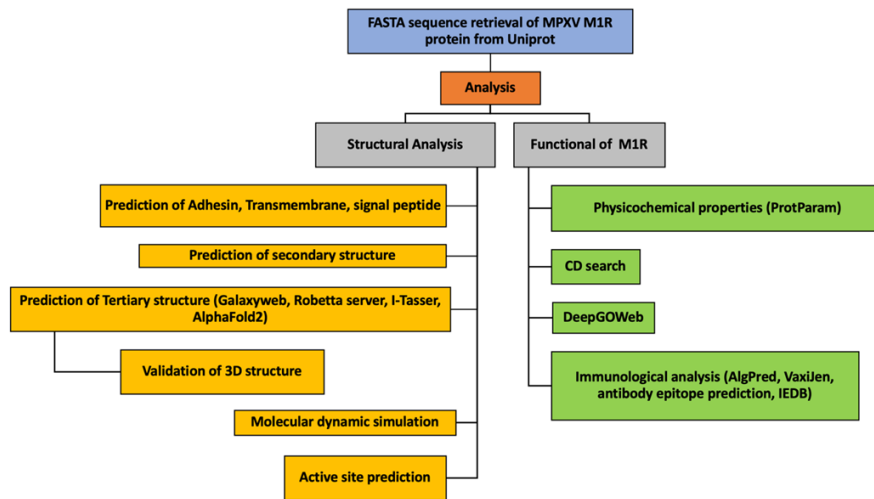 FASTA sequence retrieval of MPXV M1R
protein from Uniprot
Analysis
Structural Analysis
Functional of M1R
Prediction of Adhesin, Transmembrane, signal peptide
Prediction of secondary structure
Prediction of Tertiary structure (Galaxyweb, Robetta server, I-Tasser,
AlphaFold2)
Validation of 3D structure
Molecular dynamic simulation
Active site prediction
Physicochemical properties (ProtParam)
CD search
DeepGOWeb
Immunological analysis (AlgPred, VaxiJen,
antibody epitope prediction, IEDB)